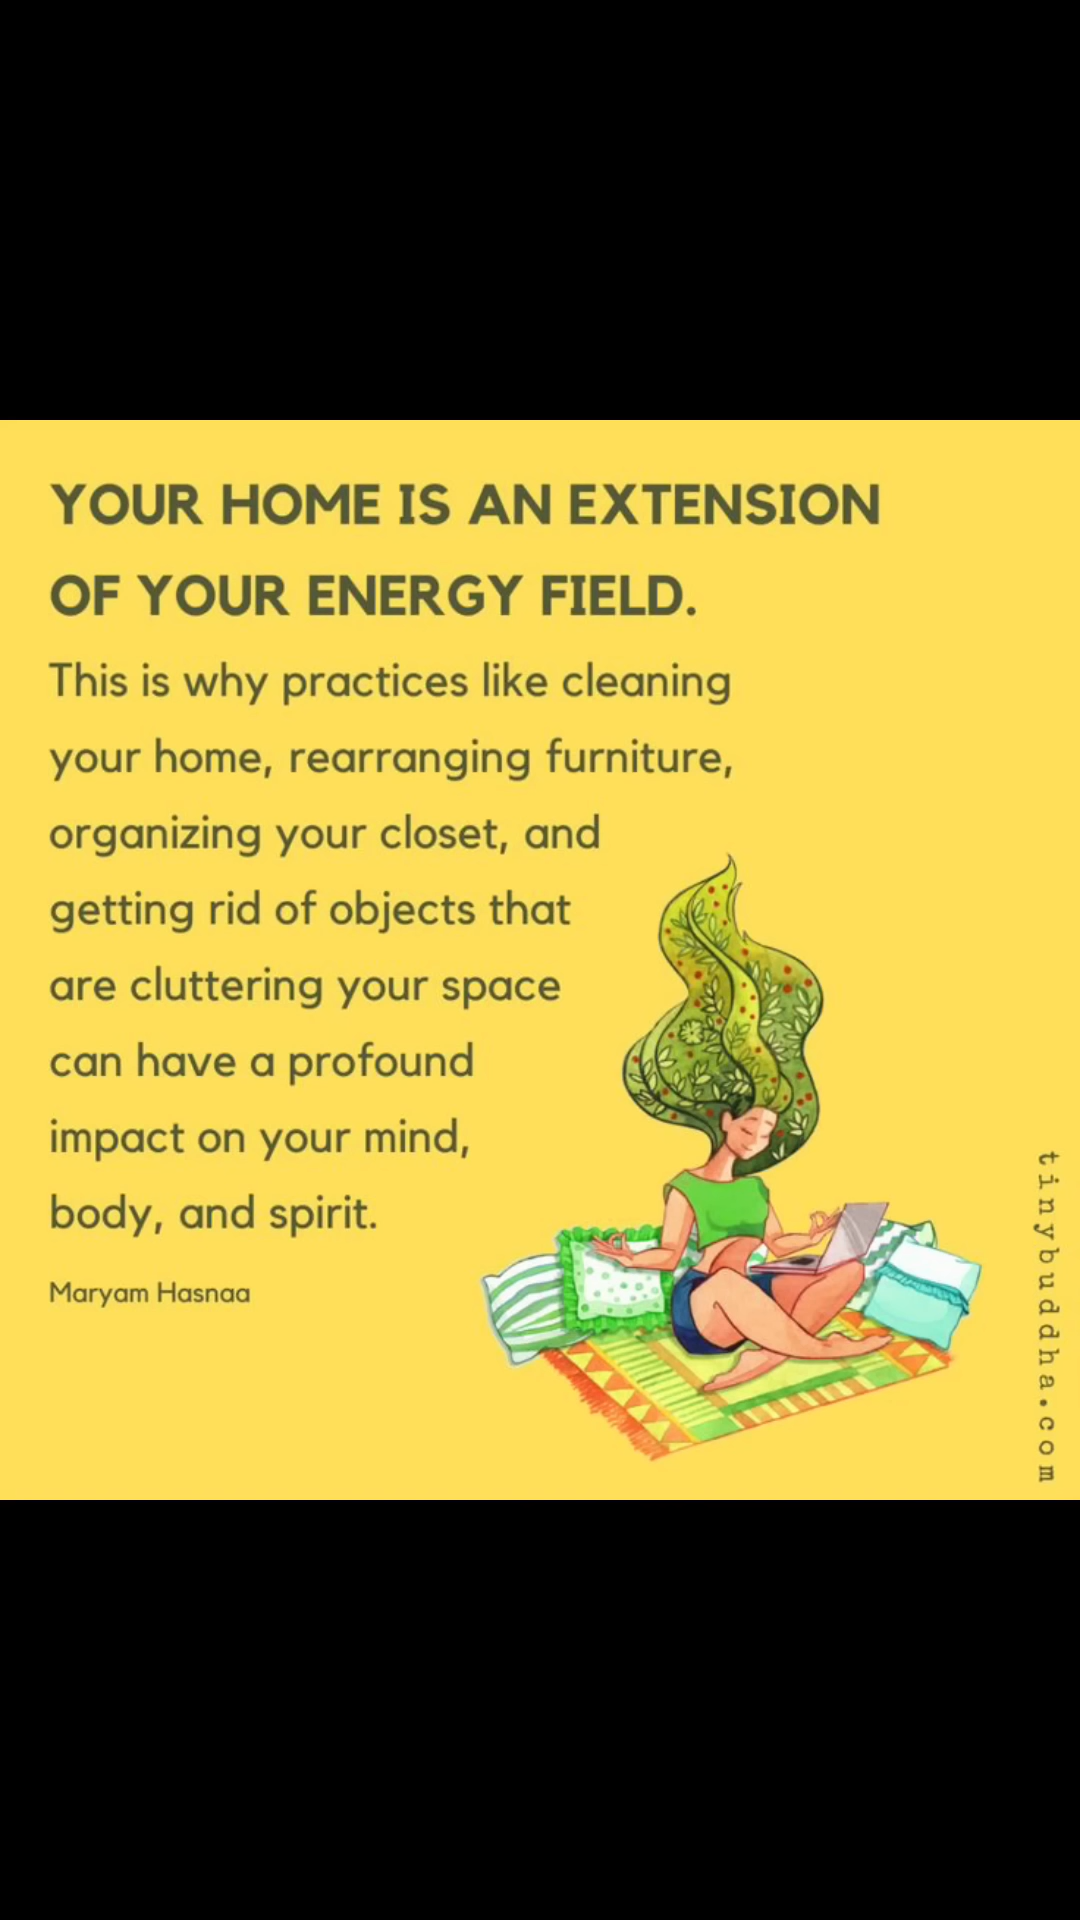 YOUR HOME IS AN EXTENSION
OF YOUR ENERGY FIELD.
This is why practices like cleaning
your home, rearranging furniture,
organizing your closet, and
getting rid of objects that
are cluttering your space
can have a profound
impact on your mind,
body, and spirit.
Maryam Hasnaa
tinybuddha.com